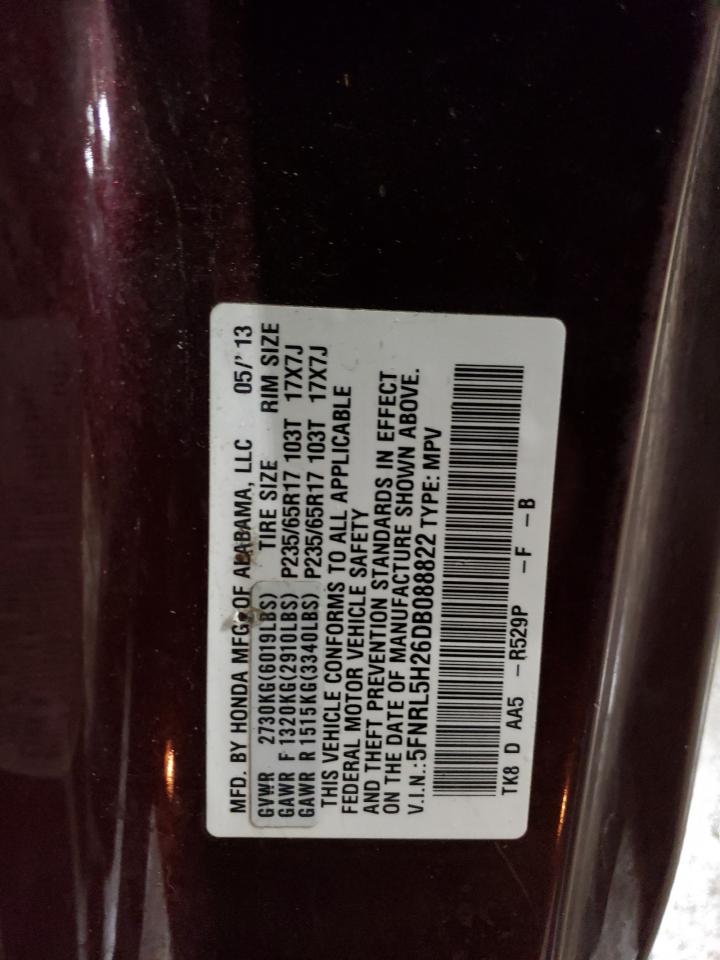 MFD. BY HONDA MFG. OF ALABAMA, LLC 05/' 13
GVWR 2730KG(6019LBS) TIRE SIZE RIM SIZE
GAWR F 1320KG(2910LBS) P235/65R17 103T 17X7J
GAWR R 1515KG(3340LBS) P235/65R17 103T 17X7J
THIS VEHICLE CONFORMS TO ALL APPLICABLE
FEDERAL MOTOR VEHICLE SAFETY
AND THEFT PREVENTION STANDARDS IN EFFECT
ON THE DATE OF MANUFACTURE SHOWN ABOVE.
V.I.N.:5FNRL5H26DB088822 TYPE: MPV
TK8 D AA5 -R529P -F -B